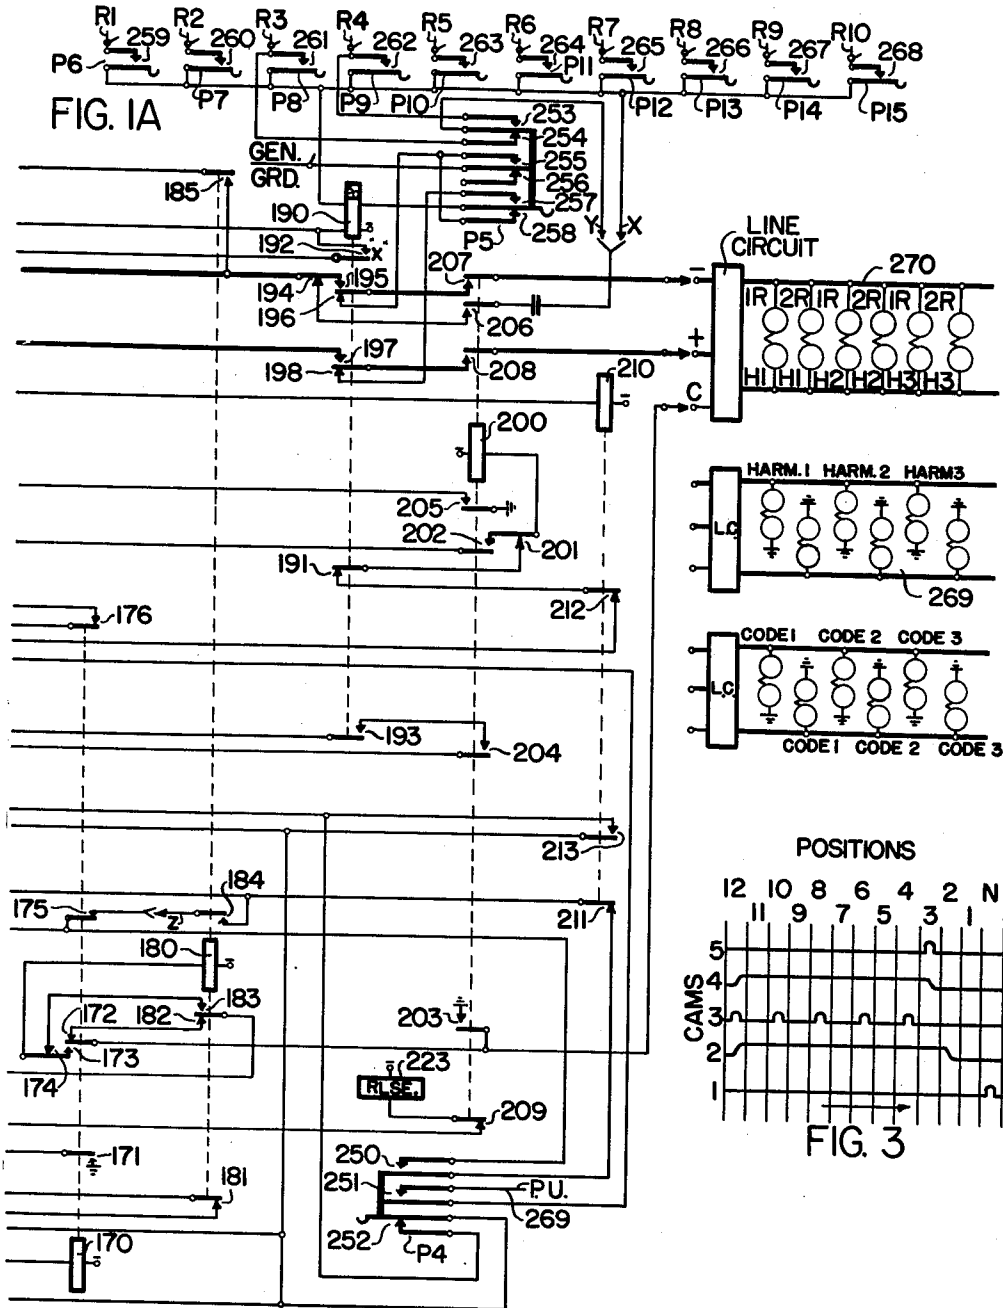 R1 R2 R3 R4 R5 R6 R7 R8 R9 R10
259 260 261 262 263 264 265 266 267 268
P6 P7 P8 P9 P10 P11 P12 P13 P14 P15
FIG. 1A
253
254
GEN.
GRD.
255
256
257
258
P5
Y X
185
190
192
"X"
194 195
196
207
206
197
198
208
210
LINE
CIRCUIT
270
-
+
C
1R 2R 1R 2R 1R 2R
H1 H1 H2 H2 H3 H3
200
205
202
201
191
212
HARM. 1 HARM. 2 HARM 3
L.C.
269
176
CODE 1 CODE 2 CODE 3
L.C.
CODE 1 CODE 2 CODE 3
193
204
213
175
Z
184
211
180
183
182
172
173
174
203
223
RLSE.
209
171
181
170
250
251
P.U.
269
252
P4
POSITIONS
12 10 8 6 4 2 N
11 9 7 5 3 1
CAMS
5
4
3
2
1
FIG. 3